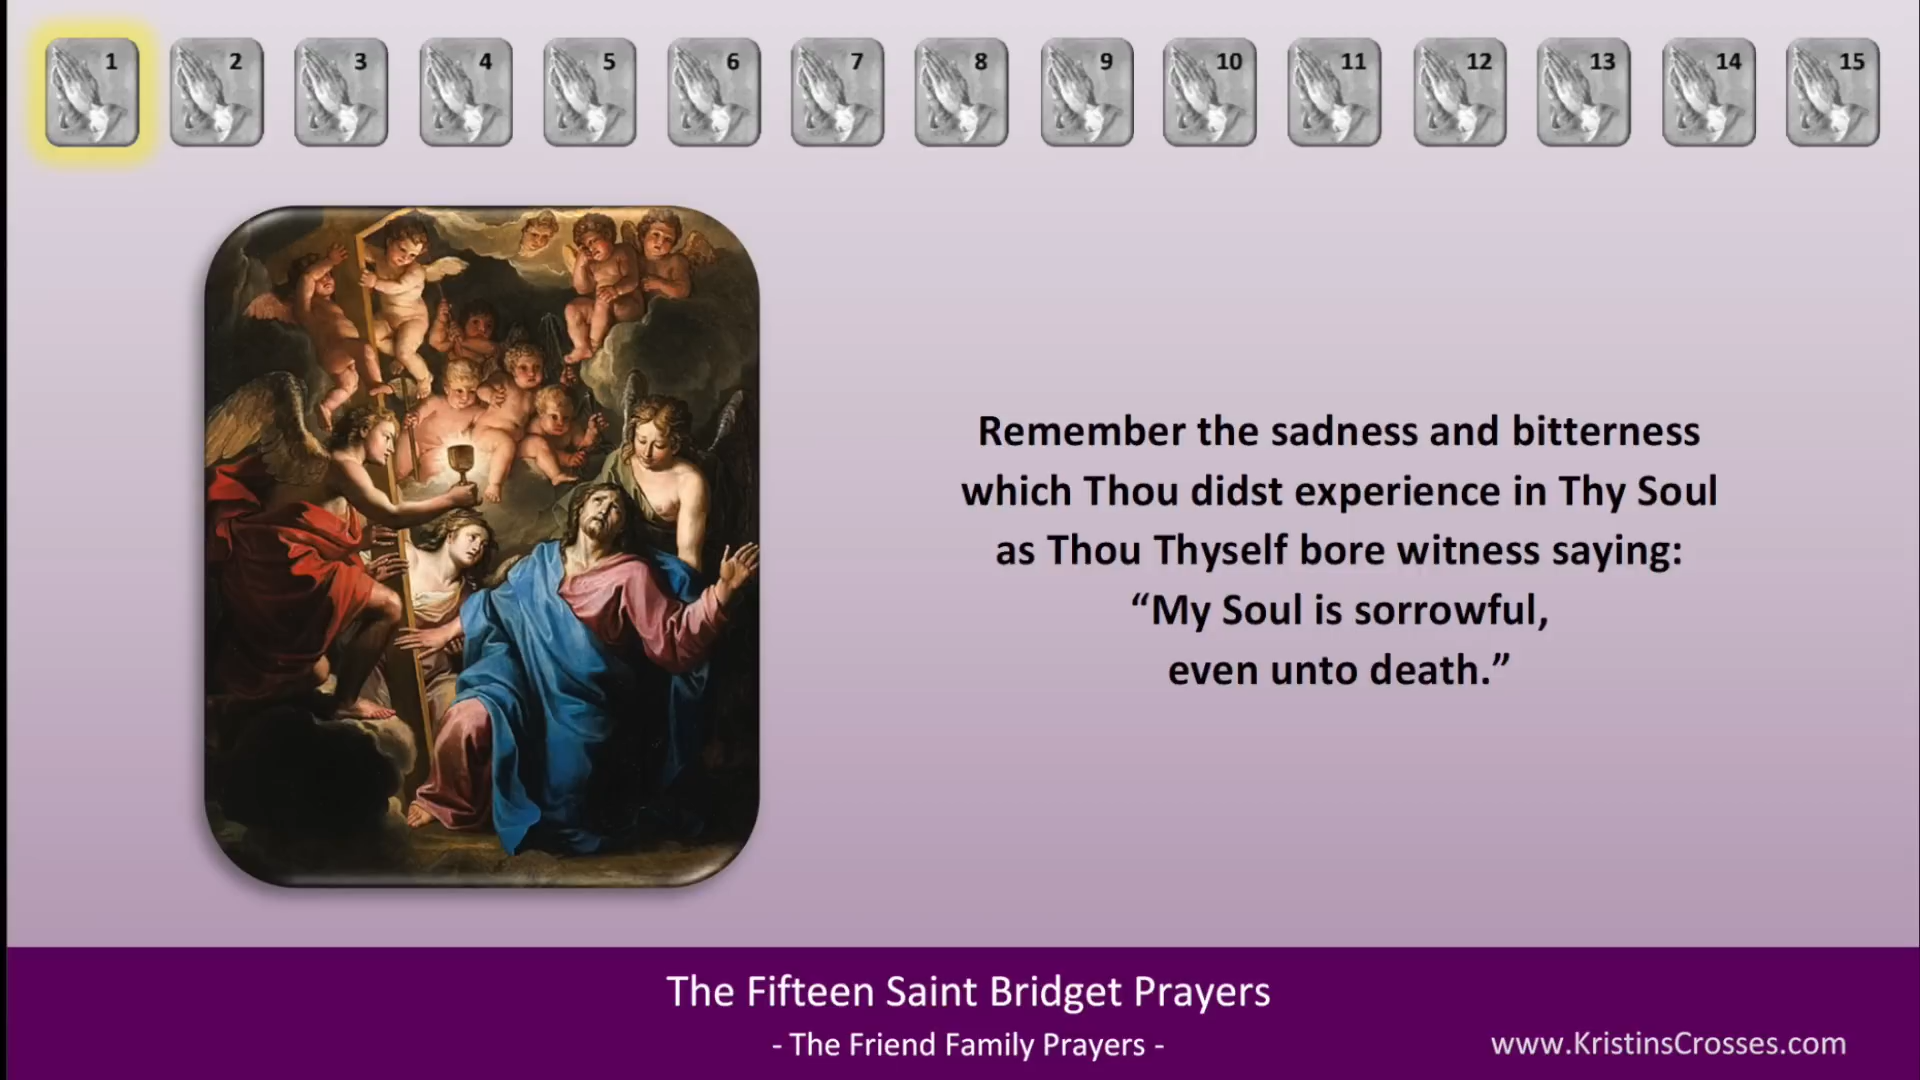 1 2 3 4 5 6 7 8 9 10 11 12 13 14 15
Remember the sadness and bitterness
which Thou didst experience in Thy Soul
as Thou Thyself bore witness saying:
“My Soul is sorrowful,
even unto death.”
The Fifteen Saint Bridget Prayers
- The Friend Family Prayers -
www.KristinsCrosses.com